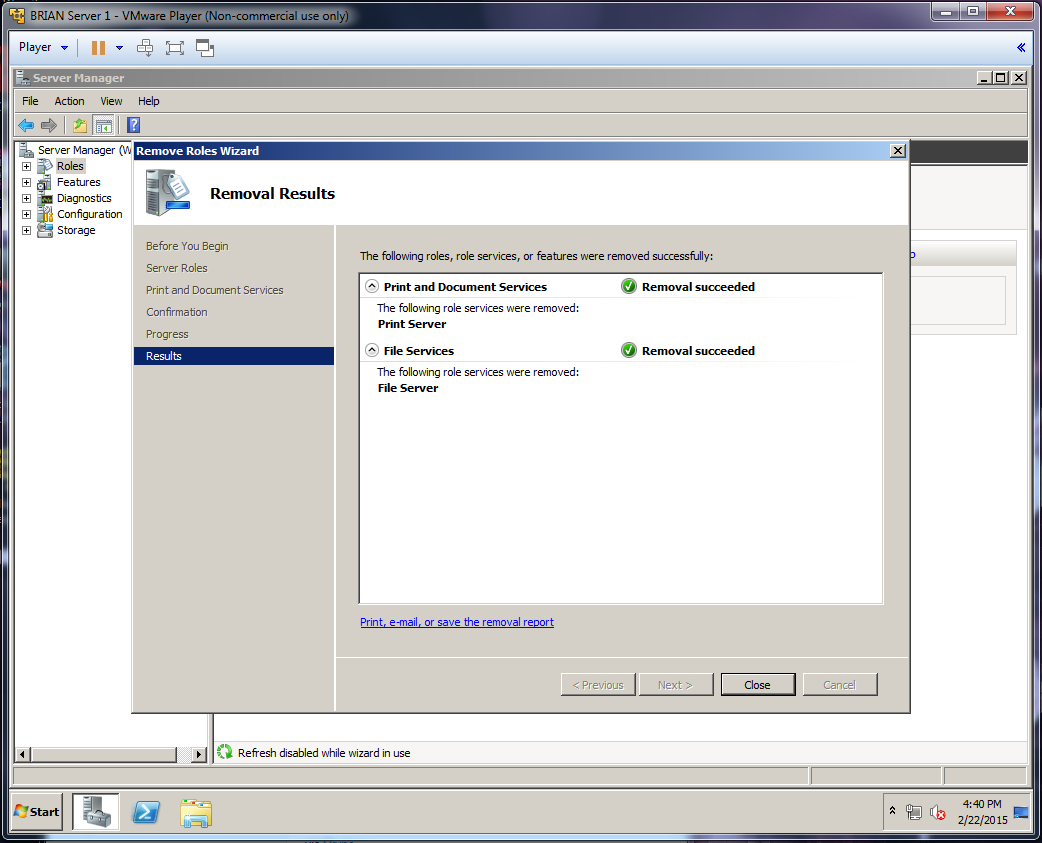 BRIAN Server 1 - VMware Player (Non-commercial use only)
Player
Server Manager
File Action View Help
Server Manager (W
Roles
Features
Diagnostics
Configuration
Storage
Remove Roles Wizard
Removal Results
Before You Begin
Server Roles
Print and Document Services
Confirmation
Progress
Results
The following roles, role services, or features were removed successfully:
Print and Document Services Removal succeeded
The following role services were removed:
Print Server
File Services Removal succeeded
The following role services were removed:
File Server
Print, e-mail, or save the removal report
< Previous Next > Close Cancel
Refresh disabled while wizard in use
Start
4:40 PM
2/22/2015